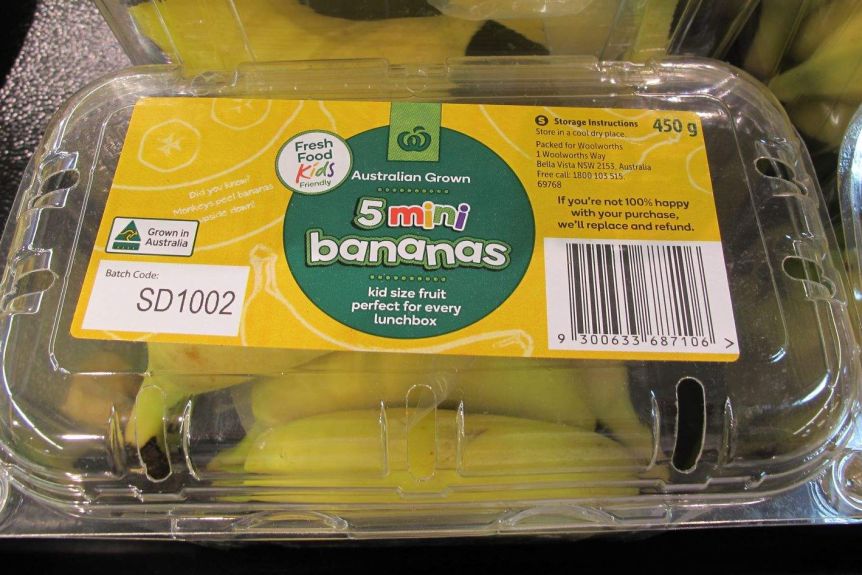 Fresh
Food
Kids
Friendly
Did you know?
Monkeys peel bananas
upside down!
Grown in
Australia
Batch Code:
SD1002
Australian Grown
5 mini
bananas
kid size fruit
perfect for every
lunchbox
S Storage Instructions
Store in a cool dry place.
450 g
Packed for Woolworths
1 Woolworths Way
Bella Vista NSW 2153, Australia
Free call: 1800 103 515.
69768
If you're not 100% happy
with your purchase,
we'll replace and refund.
9 300633 687106 >